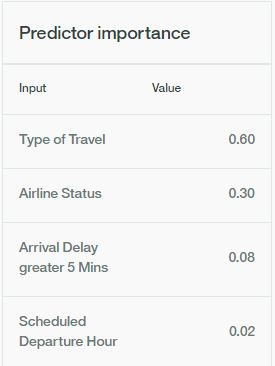 Predictor importance
Input Value
Type of Travel 0.60
Airline Status 0.30
Arrival Delay
greater 5 Mins 0.08
Scheduled
Departure Hour 0.02